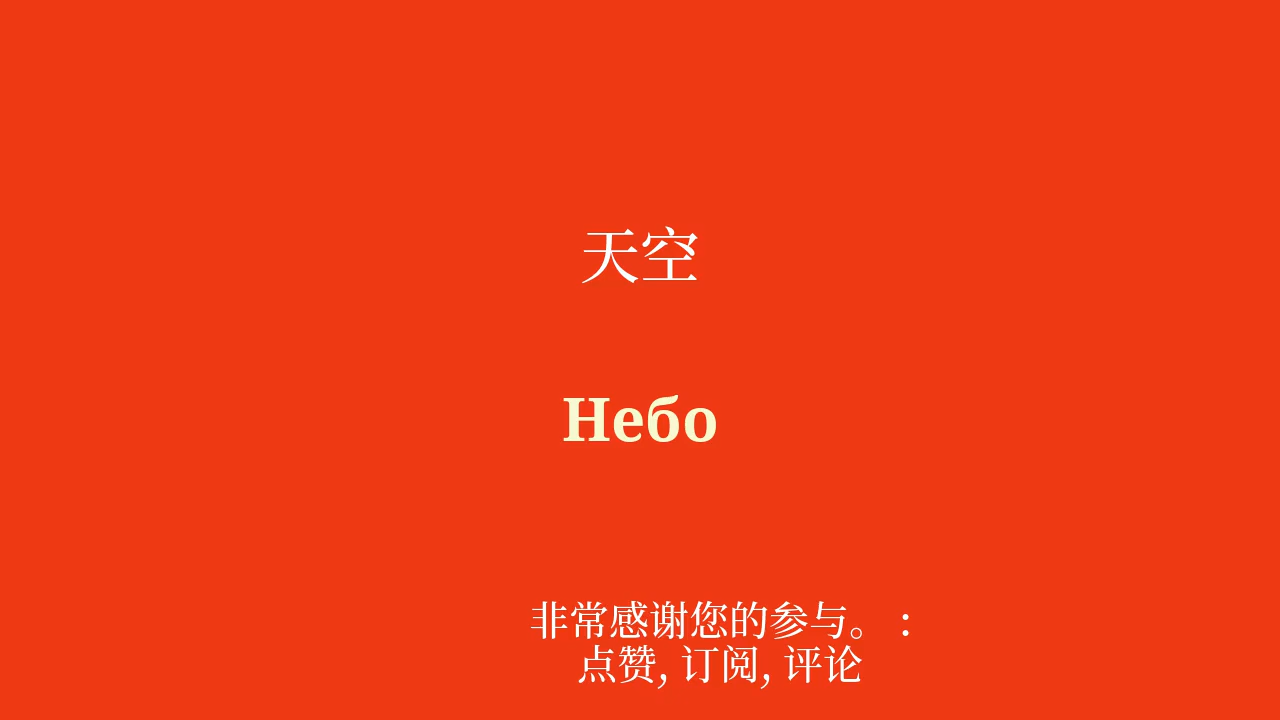 天空
Небо
非常感谢您的参与。 :
点赞, 订阅, 评论